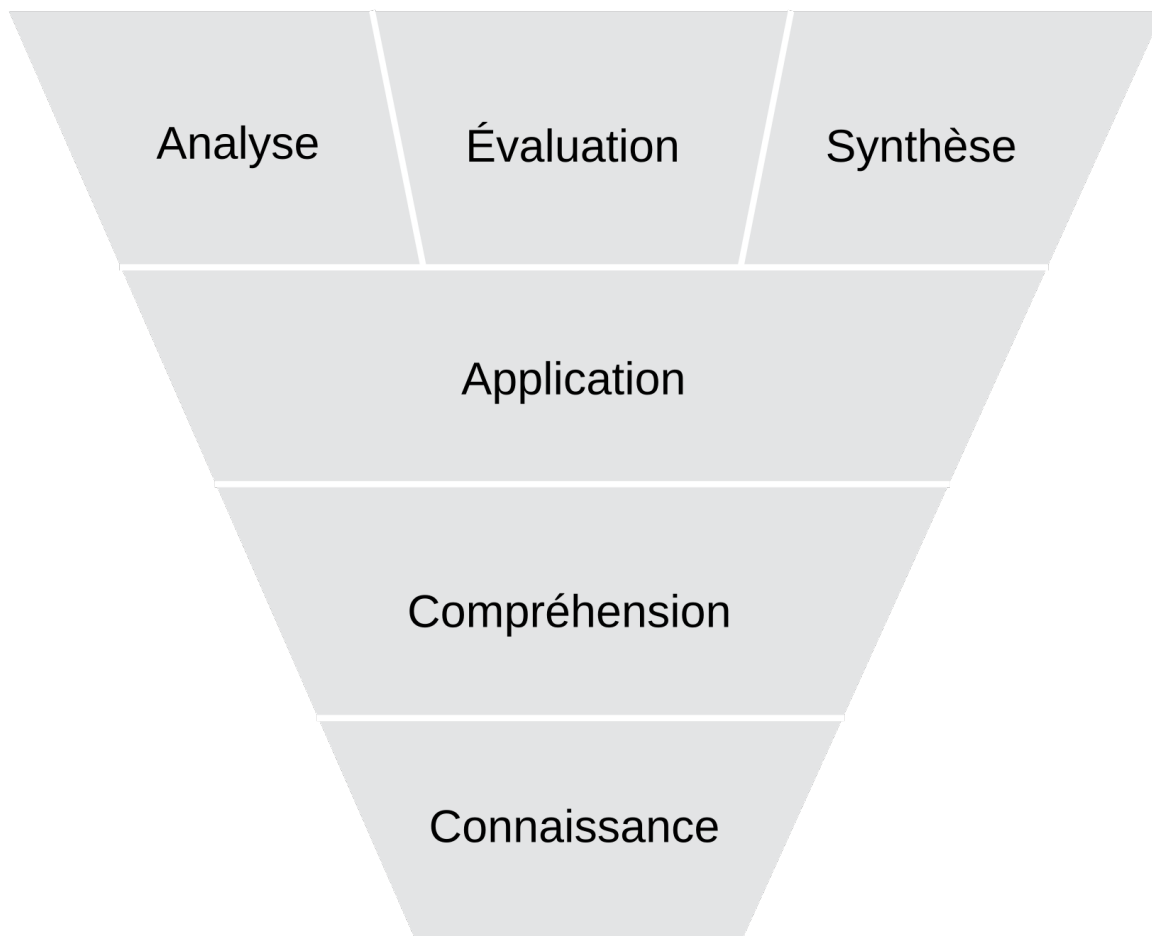 Analyse
Évaluation
Synthèse
Application
Compréhension
Connaissance